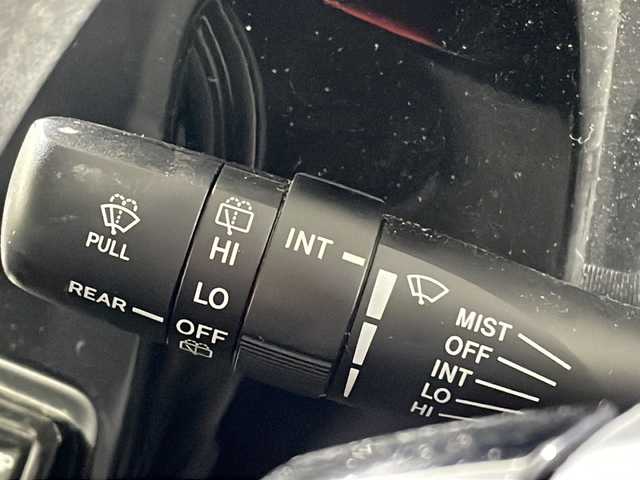 PULL
REAR
HI
LO
OFF
INT
MIST
OFF
INT
LO
HI